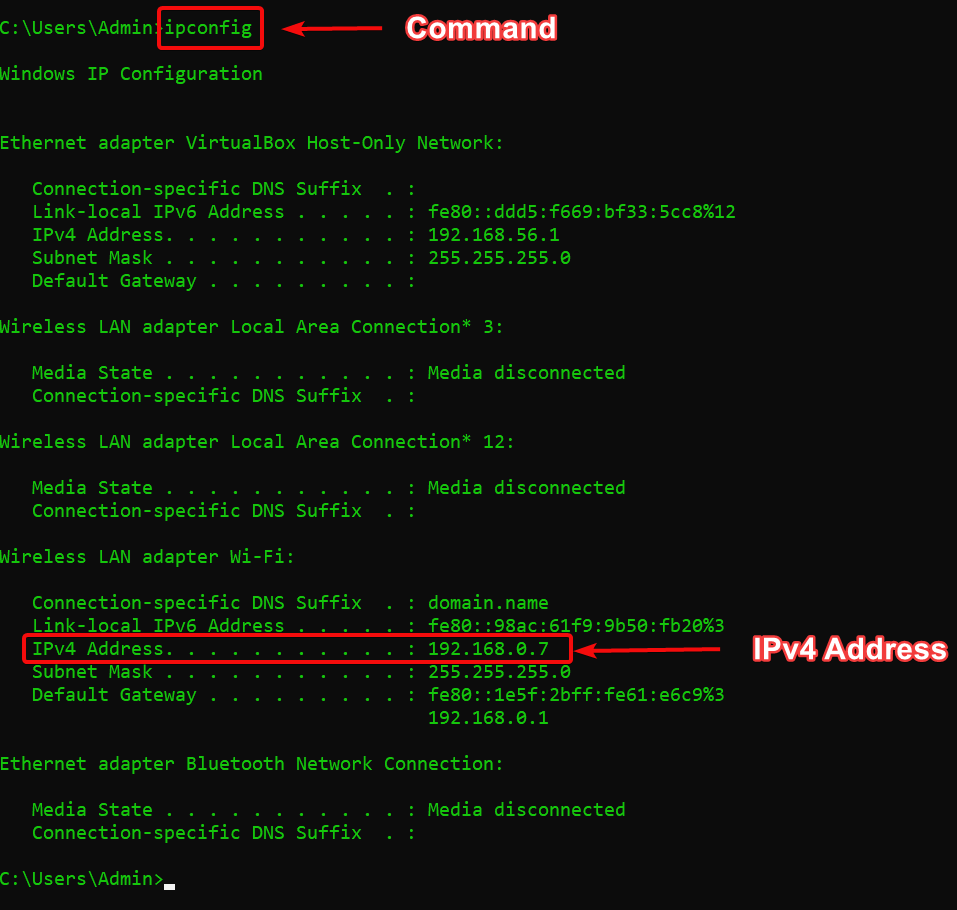 C:\Users\Admin>ipconfig
Command
Windows IP Configuration
Ethernet adapter VirtualBox Host-Only Network:
Connection-specific DNS Suffix  . :
Link-local IPv6 Address . . . . . : fe80::ddd5:f669:bf33:5cc8%12
IPv4 Address. . . . . . . . . . . : 192.168.56.1
Subnet Mask . . . . . . . . . . . : 255.255.255.0
Default Gateway . . . . . . . . . :
Wireless LAN adapter Local Area Connection* 3:
Media State . . . . . . . . . . . : Media disconnected
Connection-specific DNS Suffix  . :
Wireless LAN adapter Local Area Connection* 12:
Media State . . . . . . . . . . . : Media disconnected
Connection-specific DNS Suffix  . :
Wireless LAN adapter Wi-Fi:
Connection-specific DNS Suffix  . : domain.name
Link-local IPv6 Address . . . . . : fe80::98ac:61f9:9b50:fb20%3
IPv4 Address. . . . . . . . . . . : 192.168.0.7
IPv4 Address
Subnet Mask . . . . . . . . . . . : 255.255.255.0
Default Gateway . . . . . . . . . : fe80::1e5f:2bff:fe61:e6c9%3
192.168.0.1
Ethernet adapter Bluetooth Network Connection:
Media State . . . . . . . . . . . : Media disconnected
Connection-specific DNS Suffix  . :
C:\Users\Admin>